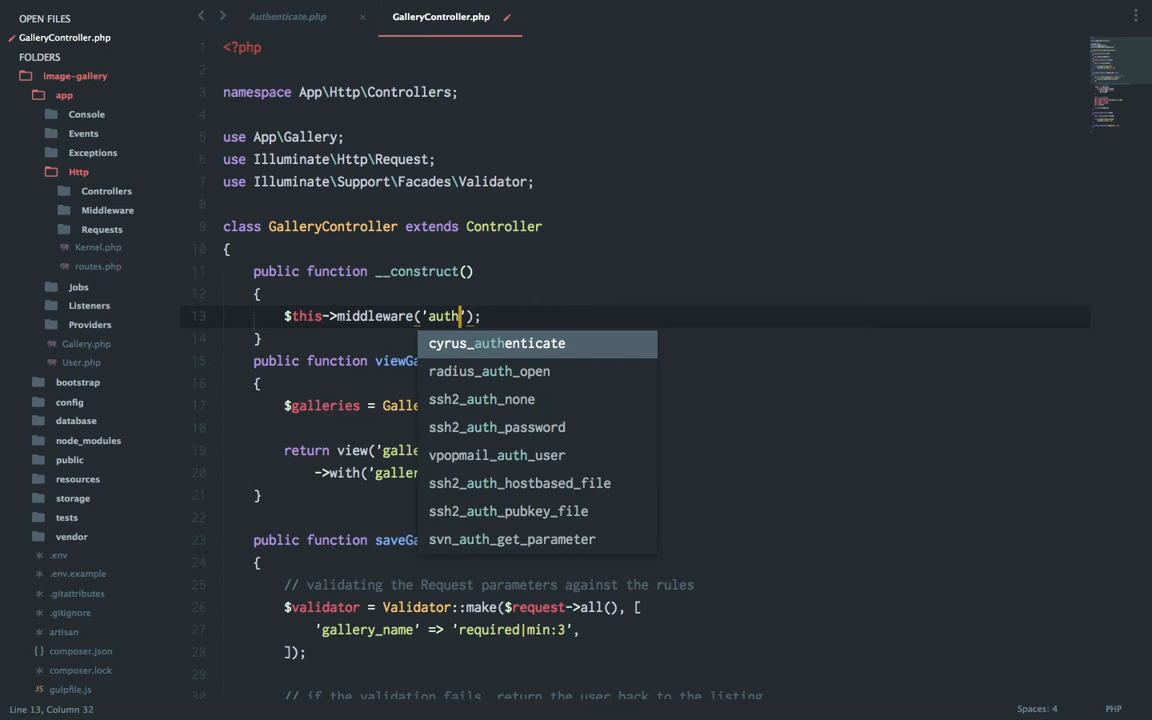 OPEN FILES
GalleryController.php
FOLDERS
image-gallery
app
Console
Events
Exceptions
Http
Controllers
Middleware
Requests
Kernel.php
routes.php
Jobs
Listeners
Providers
Gallery.php
User.php
bootstrap
config
database
node_modules
public
resources
storage
tests
vendor
.env
.env.example
.gitattributes
.gitignore
artisan
composer.json
composer.lock
gulpfile.js
Authenticate.php
GalleryController.php
1 <?php
2
3 namespace App\Http\Controllers;
4
5 use App\Gallery;
6 use Illuminate\Http\Request;
7 use Illuminate\Support\Facades\Validator;
8
9 class GalleryController extends Controller
10 {
11 public function __construct()
12 {
13 $this->middleware('auth');
14 }
15 public function viewGa
16 {
17 $galleries = Galle
18
19 return view('galle
20 ->with('galler
21 }
22
23 public function saveGa
24 {
25 // validating the Request parameters against the rules
26 $validator = Validator::make($request->all(), [
27 'gallery_name' => 'required|min:3',
28 ]);
29
30 // if the validation fails, return the user back to the listing
cyrus_authenticate
radius_auth_open
ssh2_auth_none
ssh2_auth_password
vpopmail_auth_user
ssh2_auth_hostbased_file
ssh2_auth_pubkey_file
svn_auth_get_parameter
Line 13, Column 32
Spaces: 4
PHP